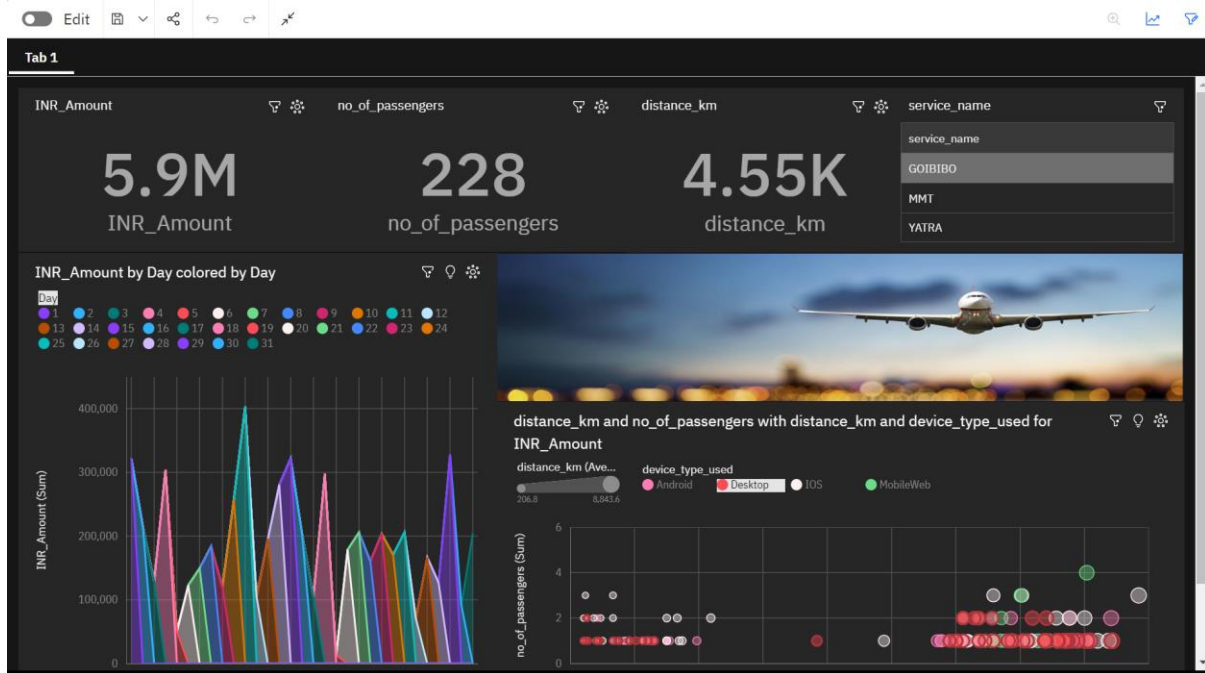 Edit
Tab 1
INR_Amount
5.9M
INR_Amount
no_of_passengers
228
no_of_passengers
distance_km
4.55K
distance_km
service_name
service_name
GOIBIBO
MMT
YATRA
INR_Amount by Day colored by Day
Day
1 2 3 4 5 6 7 8 9 10 11 12
13 14 15 16 17 18 19 20 21 22 23 24
25 26 27 28 29 30 31
INR_Amount (Sum)
400,000
300,000
200,000
100,000
0
distance_km and no_of_passengers with distance_km and device_type_used for
INR_Amount
distance_km (Ave...
206.8 8,843.6
device_type_used
Android Desktop IOS MobileWeb
no_of_passengers (Sum)
6
4
2
0